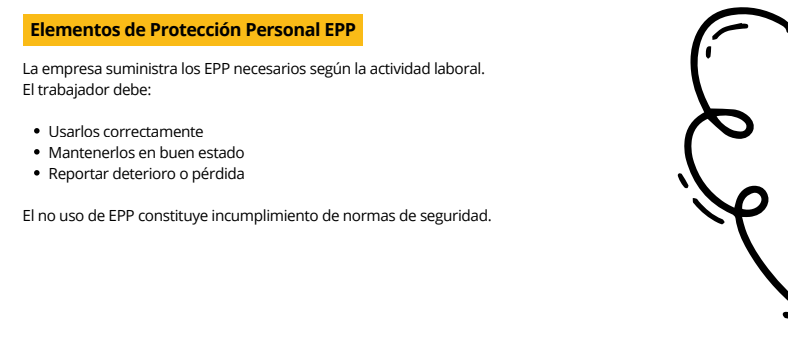 Elementos de Protección Personal EPP
La empresa suministra los EPP necesarios según la actividad laboral.
El trabajador debe:
• Usarlos correctamente
• Mantenerlos en buen estado
• Reportar deterioro o pérdida
El no uso de EPP constituye incumplimiento de normas de seguridad.